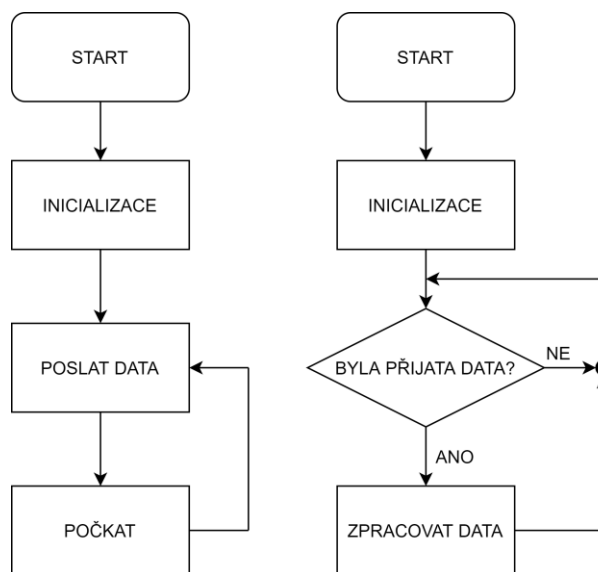 START
INICIALIZACE
POSLAT DATA
POČKAT
START
INICIALIZACE
BYLA PŘIJATA DATA?
NE
ANO
ZPRACOVAT DATA